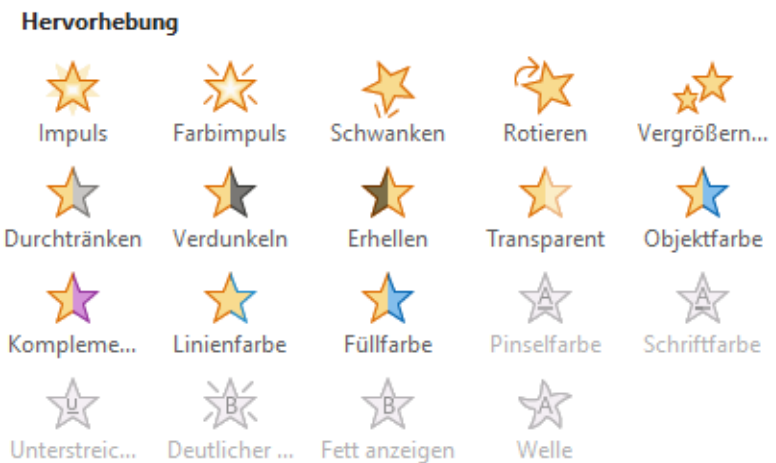 Hervorhebung
Impuls Farbimpuls Schwanken Rotieren Vergrößern...
Durchtränken Verdunkeln Erhellen Transparent Objektfarbe
Kompleme... Linienfarbe Füllfarbe Pinselfarbe Schriftfarbe
Unterstreic... Deutlicher ... Fett anzeigen Welle